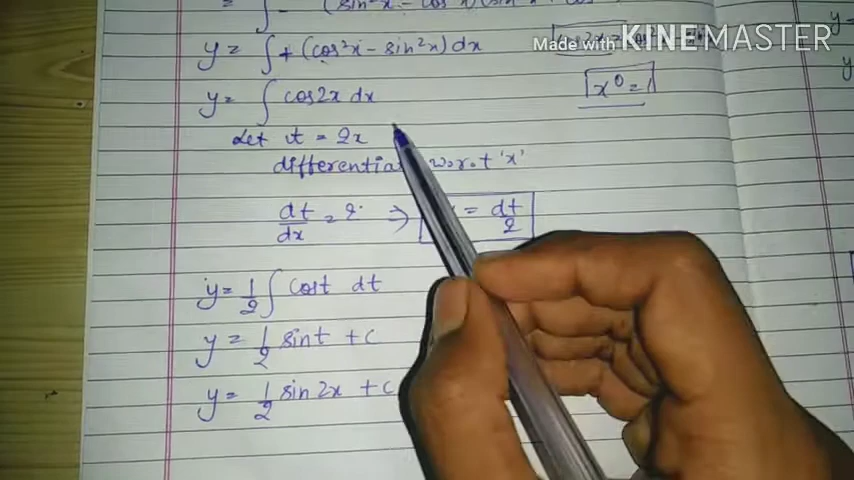 y = ∫ + (cos²x - sin²x) dx
Made with KINEMASTER
y = ∫ cos2x dx
x⁰ = 1
Let t = 2x
differentiat w.r.t 'x'
dt/dx = 2 ⇒ = dt/2
y = 1/2 ∫ cost dt
y = 1/2 sint + c
y = 1/2 sin 2x + c